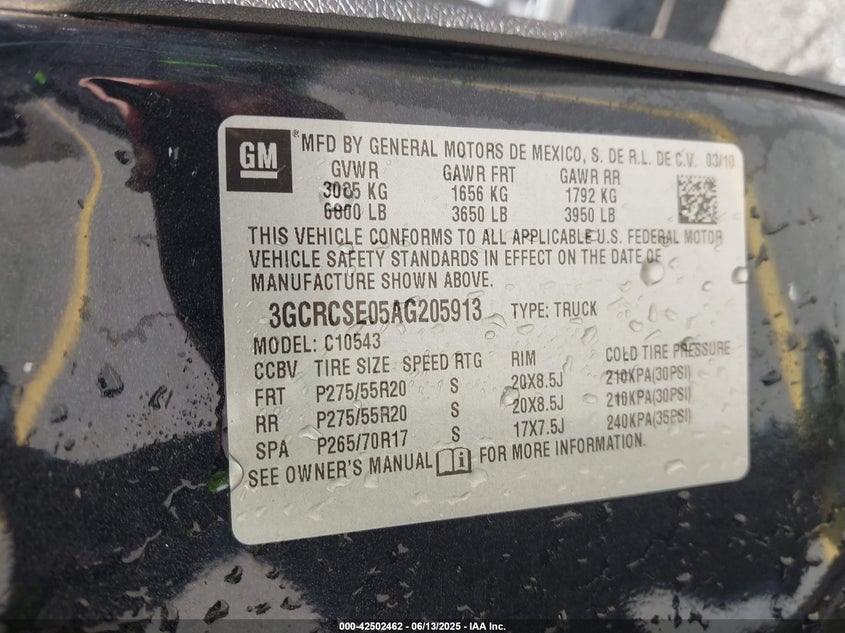 GM
® MFD BY GENERAL MOTORS DE MEXICO, S. DE R.L. DE C.V. 03/10
GVWR GAWR FRT GAWR RR
3085 KG 1656 KG 1792 KG
6800 LB 3650 LB 3950 LB
THIS VEHICLE CONFORMS TO ALL APPLICABLE U.S. FEDERAL MOTOR
VEHICLE SAFETY STANDARDS IN EFFECT ON THE DATE OF
MANUFACTURE SHOWN ABOVE.
3GCRCSE05AG205913 TYPE: TRUCK
MODEL: C10543
CCBV TIRE SIZE SPEED RTG RIM COLD TIRE PRESSURE
FRT P275/55R20 S 20X8.5J 210KPA(30PSI)
RR P275/55R20 S 20X8.5J 210KPA(30PSI)
SPA P265/70R17 S 17X7.5J 240KPA(35PSI)
SEE OWNER'S MANUAL FOR MORE INFORMATION.
000-42502462 - 06/13/2025 - IAA Inc.